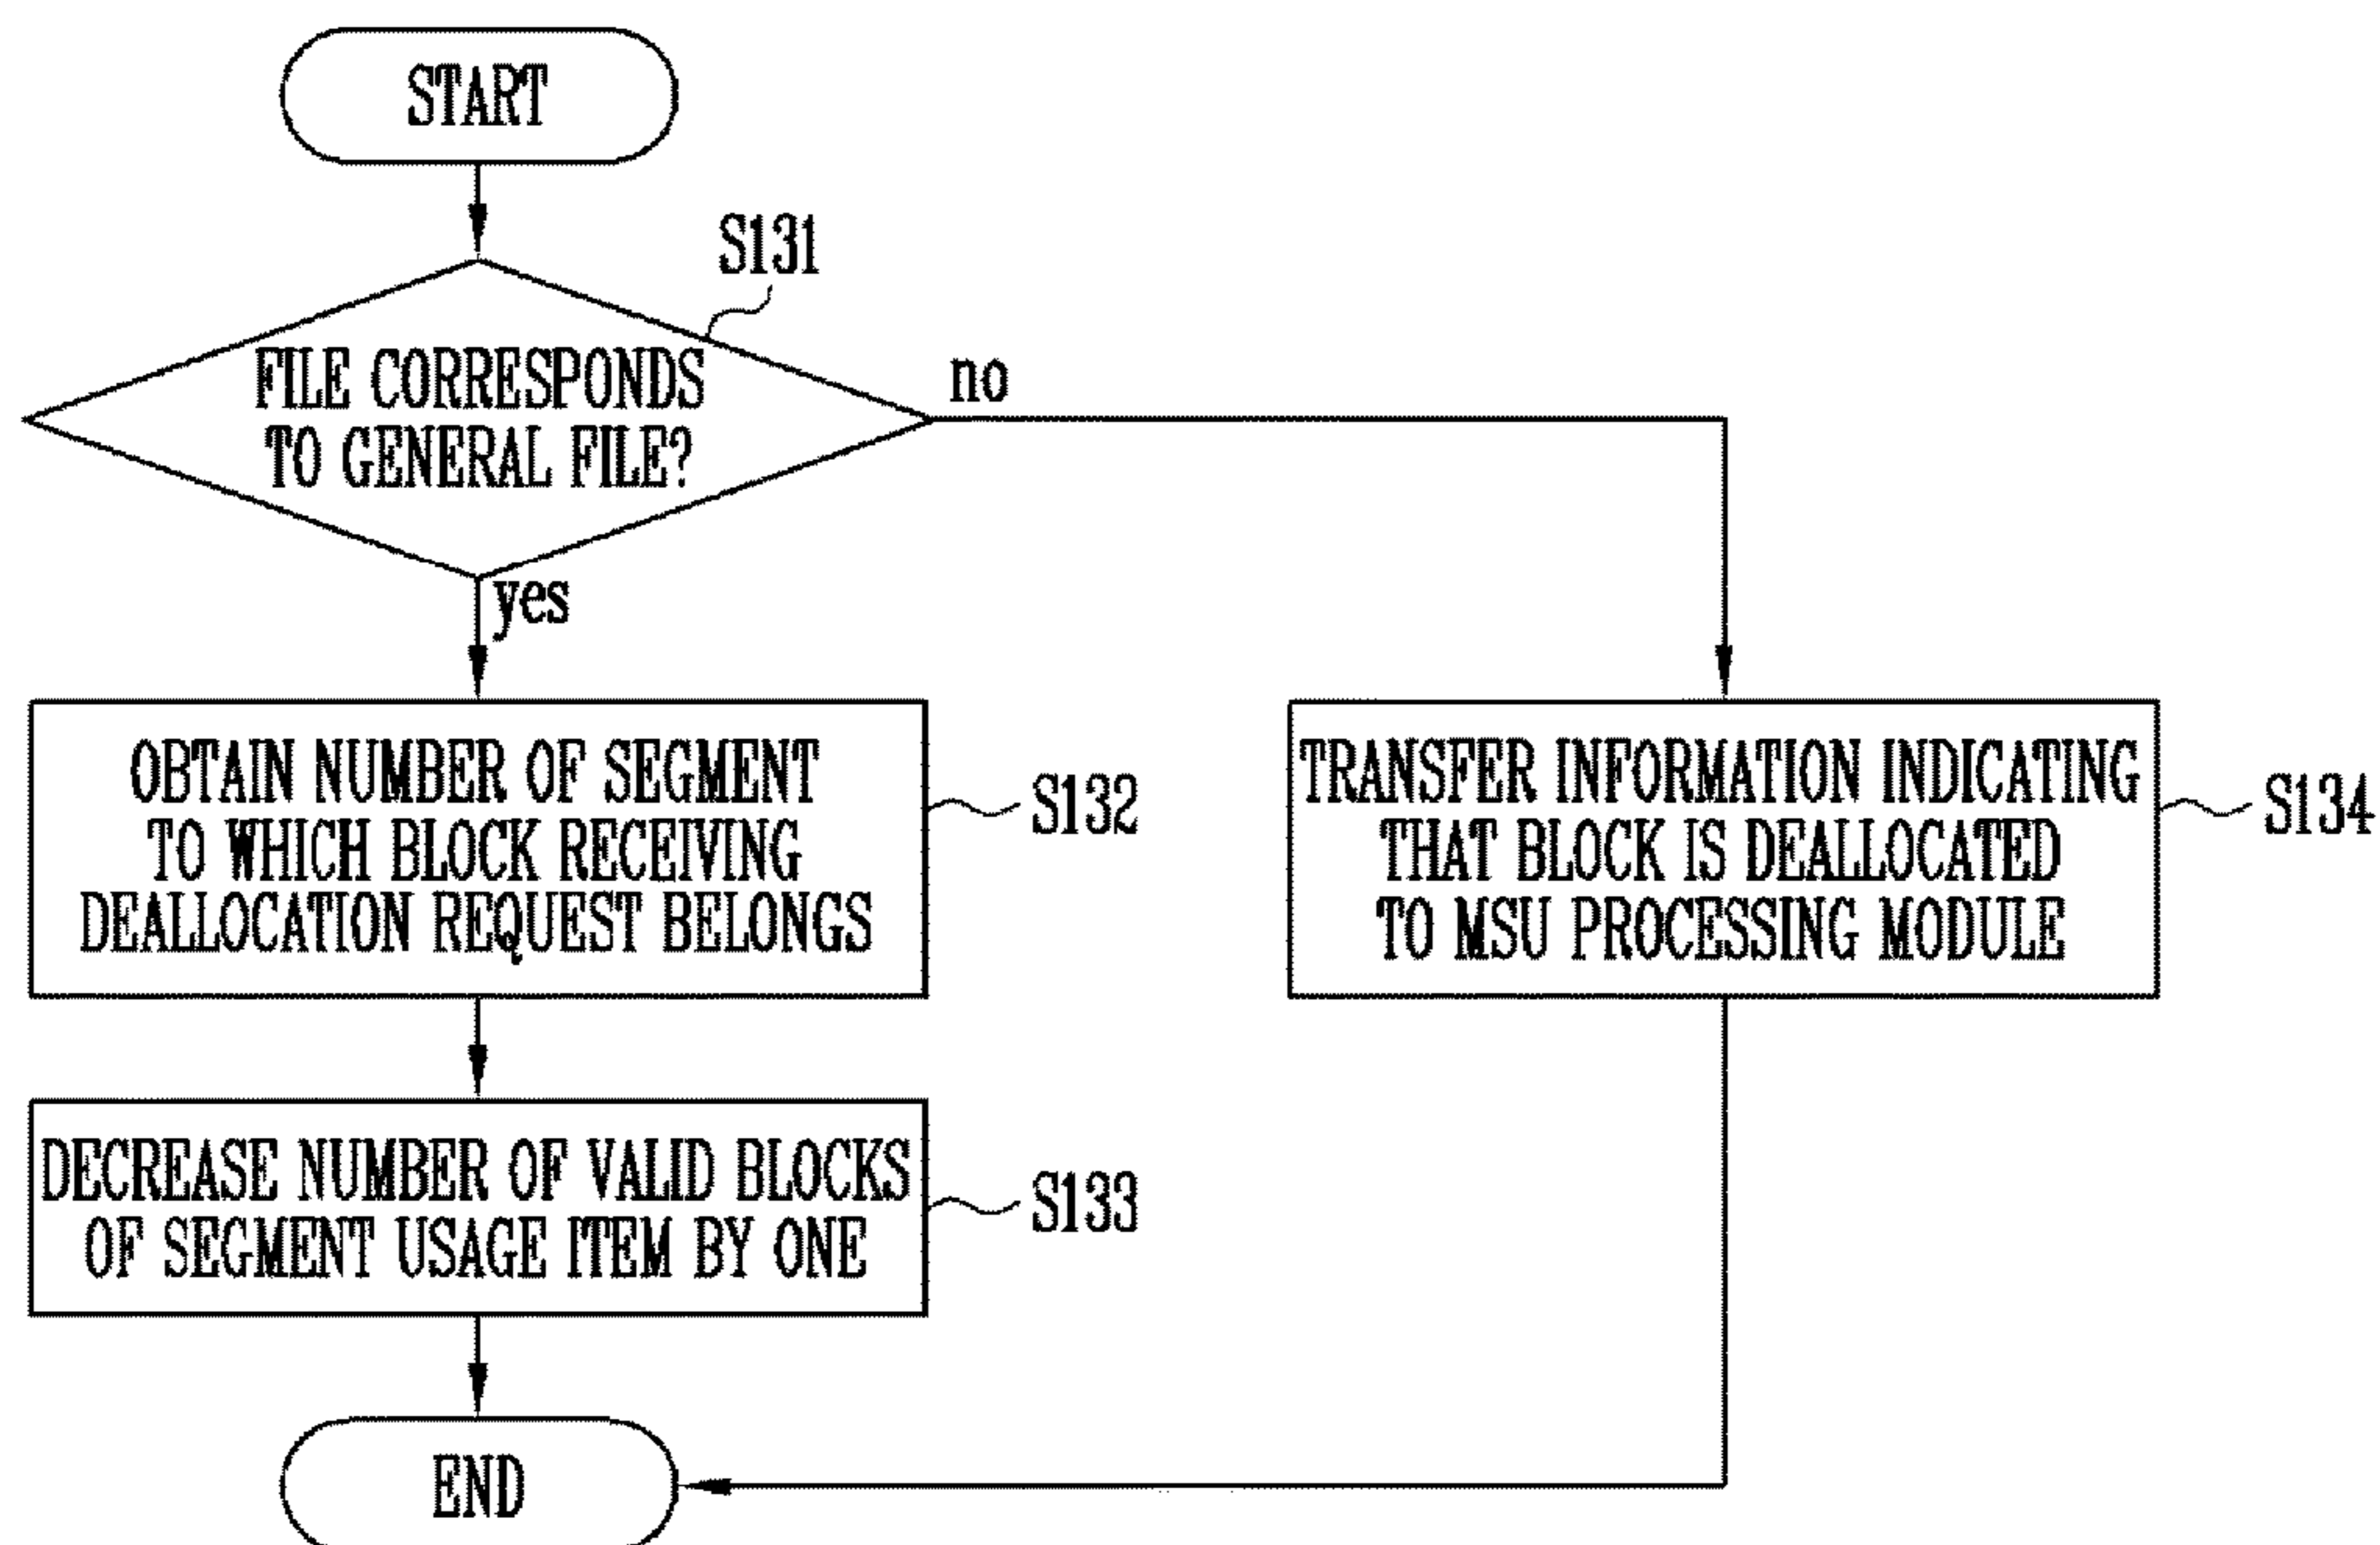 START
S131
FILE CORRESPONDS
TO GENERAL FILE?
no
yes
OBTAIN NUMBER OF SEGMENT
TO WHICH BLOCK RECEIVING
DEALLOCATION REQUEST BELONGS
S132
TRANSFER INFORMATION INDICATING
THAT BLOCK IS DEALLOCATED
TO MSU PROCESSING MODULE
S134
DECREASE NUMBER OF VALID BLOCKS
OF SEGMENT USAGE ITEM BY ONE
S133
END